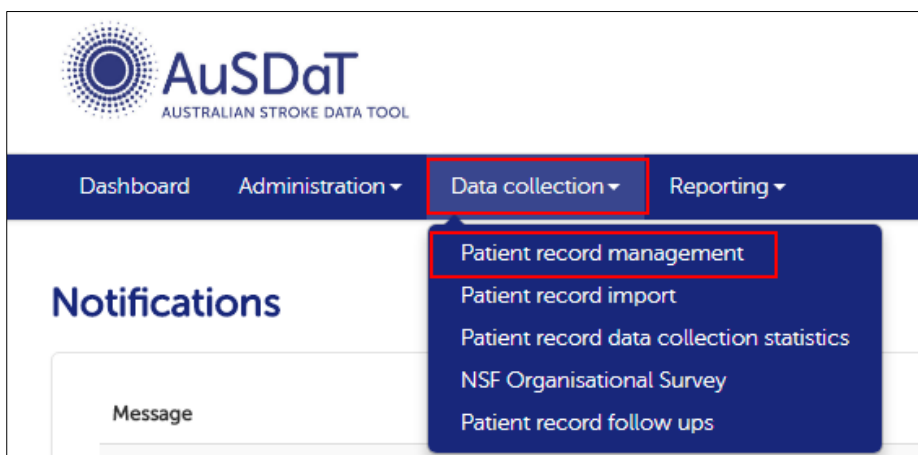 AuSDaT
AUSTRALIAN STROKE DATA TOOL
Dashboard Administration Data collection Reporting
Patient record management
Patient record import
Patient record data collection statistics
NSF Organisational Survey
Patient record follow ups
Notifications
Message